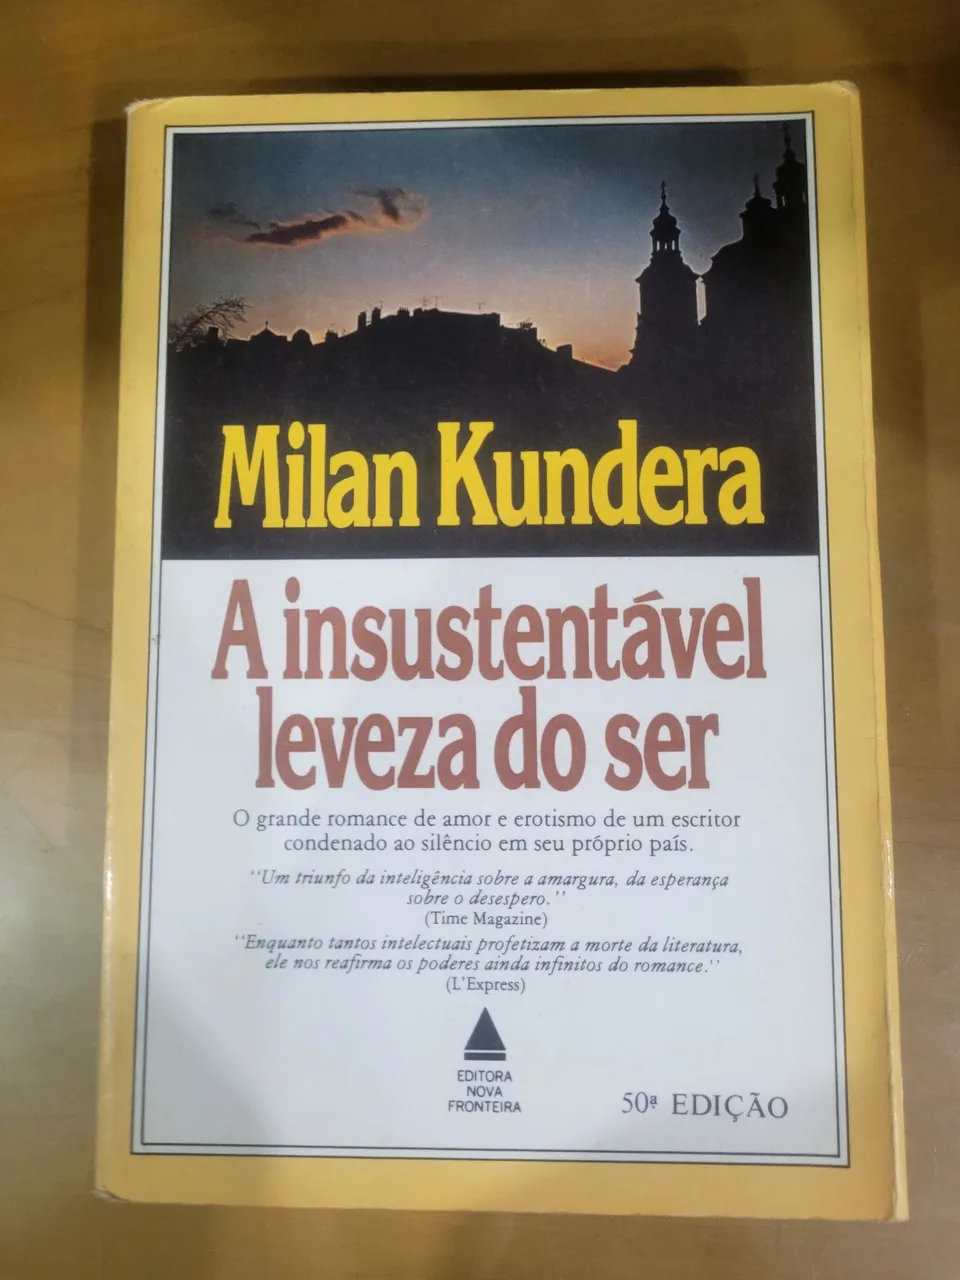 Milan Kundera
A insustentável
leveza do ser
O grande romance de amor e erotismo de um escritor
condenado ao silêncio em seu próprio país.
"Um triunfo da inteligência sobre a amargura, da esperança
sobre o desespero."
(Time Magazine)
"Enquanto tantos intelectuais profetizam a morte da literatura,
ele nos reafirma os poderes ainda infinitos do romance."
(L'Express)
EDITORA
NOVA
FRONTEIRA
50ª EDIÇÃO